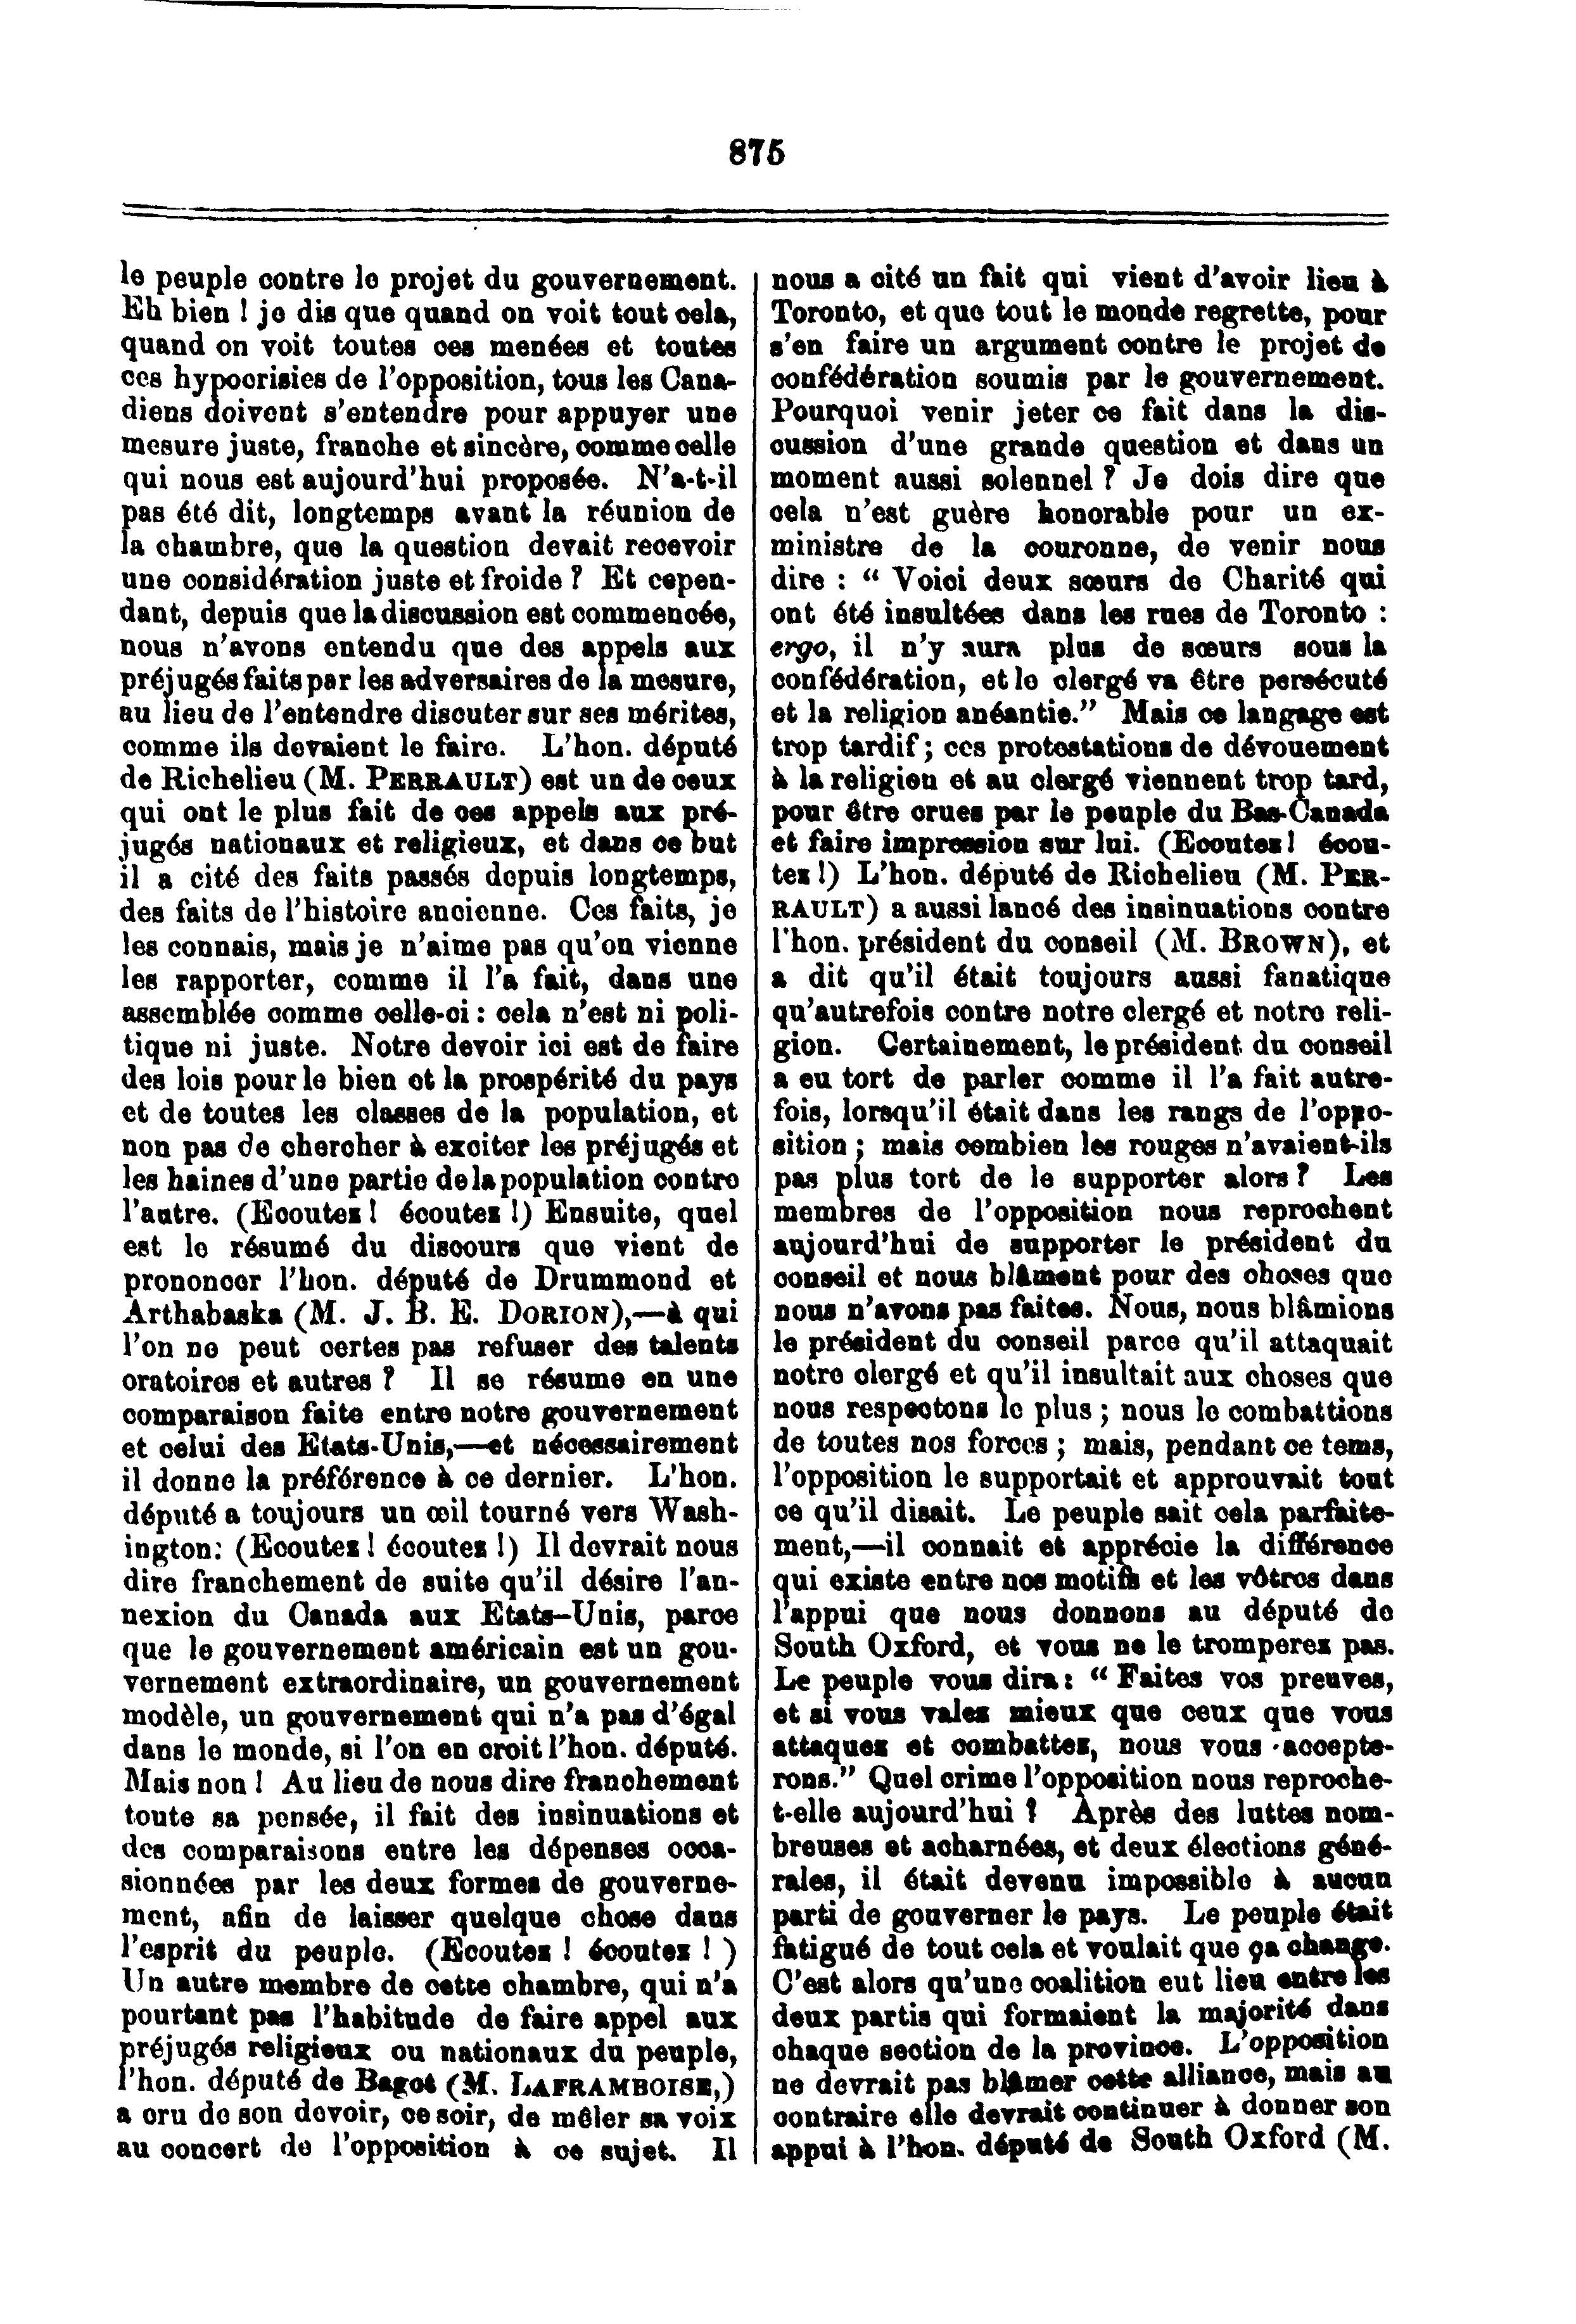 875
le peuple contre le projet du gouvernement.
Eh bien ! je dis que quand on voit tout cela,
quand on voit toutes ces menées et toutes
ces hypocrisies de l'opposition, tous les Cana-
diens doivent s'entendre pour appuyer une
mesure juste, franche et sincère, comme celle
qui nous est aujourd'hui proposée. N'a-t-il
pas été dit, longtemps avant la réunion de
la chambre, que la question devait recevoir
une considération juste et froide ? Et cepen-
dant, depuis que la discussion est commencée,
nous n'avons entendu que des appels aux
préjugés faits par les adversaires de la mesure,
au lieu de l'entendre discuter sur ses mérites,
comme ils devaient le faire. L'hon. député
de Richelieu (M. PERRAULT) est un de ceux
qui ont le plus fait de ces appels aux pré-
jugés nationaux et religieux, et dans ce but
il a cité des faits passés depuis longtemps,
des faits de l'histoire ancienne. Ces faits, je
les connais, mais je n'aime pas qu'on vienne
les rapporter, comme il l'a fait, dans une
assemblée comme celle-ci : cela n'est ni poli-
tique ni juste. Notre devoir ici est de faire
des lois pour le bien et la prospérité du pays
et de toutes les classes de la population, et
non pas de chercher à exciter les préjugés et
les haines d'une partie de la population contre
l'autre. (Ecoutez ! écoutez !) Ensuite, quel
est le résumé du discours que vient de
prononcer l'hon. député de Drummond et
Arthabaska (M. J. B. E. DORION),—à qui
l'on ne peut certes pas refuser des talents
oratoires et autres ? Il se résume en une
comparaison faite entre notre gouvernement
et celui des Etats-Unis,—et nécessairement
il donne la préférence à ce dernier. L'hon.
député a toujours un œil tourné vers Wash-
ington: (Ecoutez ! écoutez !) Il devrait nous
dire franchement de suite qu'il désire l'an-
nexion du Canada aux Etats-Unis, parce
que le gouvernement américain est un gou-
vernement extraordinaire, un gouvernement
modèle, un gouvernement qui n'a pas d'égal
dans le monde, si l'on en croit l'hon. député.
Mais non ! Au lieu de nous dire franchement
toute sa pensée, il fait des insinuations et
des comparaisons entre les dépenses occa-
sionnées par les deux formes de gouverne-
ment, afin de laisser quelque chose dans
l'esprit du peuple. (Ecoutez ! écoutez ! )
Un autre membre de cette chambre, qui n'a
pourtant pas l'habitude de faire appel aux
préjugés religieux ou nationaux du peuple,
l'hon. député de Bagot (M. LAFRAMBOISE,)
a cru de son devoir, ce soir, de mêler sa voix
au concert de l'opposition à ce sujet. Il
nous a cité un fait qui vient d'avoir lieu à
Toronto, et que tout le monde regrette, pour
s'en faire un argument contre le projet de
confédération soumis par le gouvernement.
Pourquoi venir jeter ce fait dans la dis-
cussion d'une grande question et dans un
moment aussi solennel ? Je dois dire que
cela n'est guère honorable pour un ex-
ministre de la couronne, de venir nous
dire : “ Voici deux sœurs de Charité qui
ont été insultées dans les rues de Toronto :
ergo, il n'y aura plus de sœurs sous la
confédération, et le clergé va être persécuté
et la religion anéantie.” Mais ce langage est
trop tardif ; ces protestations de dévouement
à la religion et au clergé viennent trop tard,
pour être crues par le peuple du Bas-Canada
et faire impression sur lui. (Ecoutez ! écou-
tez !) L'hon. député de Richelieu (M. PER-
RAULT) a aussi lancé des insinuations contre
l'hon. président du conseil (M. BROWN), et
a dit qu'il était toujours aussi fanatique
qu'autrefois contre notre clergé et notre reli-
gion. Certainement, le président du conseil
a eu tort de parler comme il l'a fait autre-
fois, lorsqu'il était dans les rangs de l'oppo-
sition ; mais combien les rouges n'avaient-ils
pas plus tort de le supporter alors ? Les
membres de l'opposition nous reprochent
aujourd'hui de supporter le président du
conseil et nous blâment pour des choses que
nous n'avons pas faites. Nous, nous blâmions
le président du conseil parce qu'il attaquait
notre clergé et qu'il insultait aux choses que
nous respectons le plus ; nous le combattions
de toutes nos forces ; mais, pendant ce tems,
l'opposition le supportait et approuvait tout
ce qu'il disait. Le peuple sait cela parfaite-
ment,—il connait et apprécie la différence
qui existe entre nos motifs et les vôtres dans
l'appui que nous donnons au député de
South Oxford, et vous ne le tromperez pas.
Le peuple vous dira : “ Faites vos preuves,
et si vous valez mieux que ceux que vous
attaquez et combattez, nous vous accepte-
rons.” Quel crime l'opposition nous reproche-
t-elle aujourd'hui ? Après des luttes nom-
breuses et acharnées, et deux élections géné-
rales, il était devenu impossible à aucun
parti de gouverner le pays. Le peuple était
fatigué de tout cela et voulait que ça change.
C'est alors qu'une coalition eut lieu entre les
deux partis qui formaient la majorité dans
chaque section de la province. L'opposition
ne devrait pas blâmer cette alliance, mais au
contraire elle devrait continuer à donner son
appui à l'hon. député de South Oxford (M.